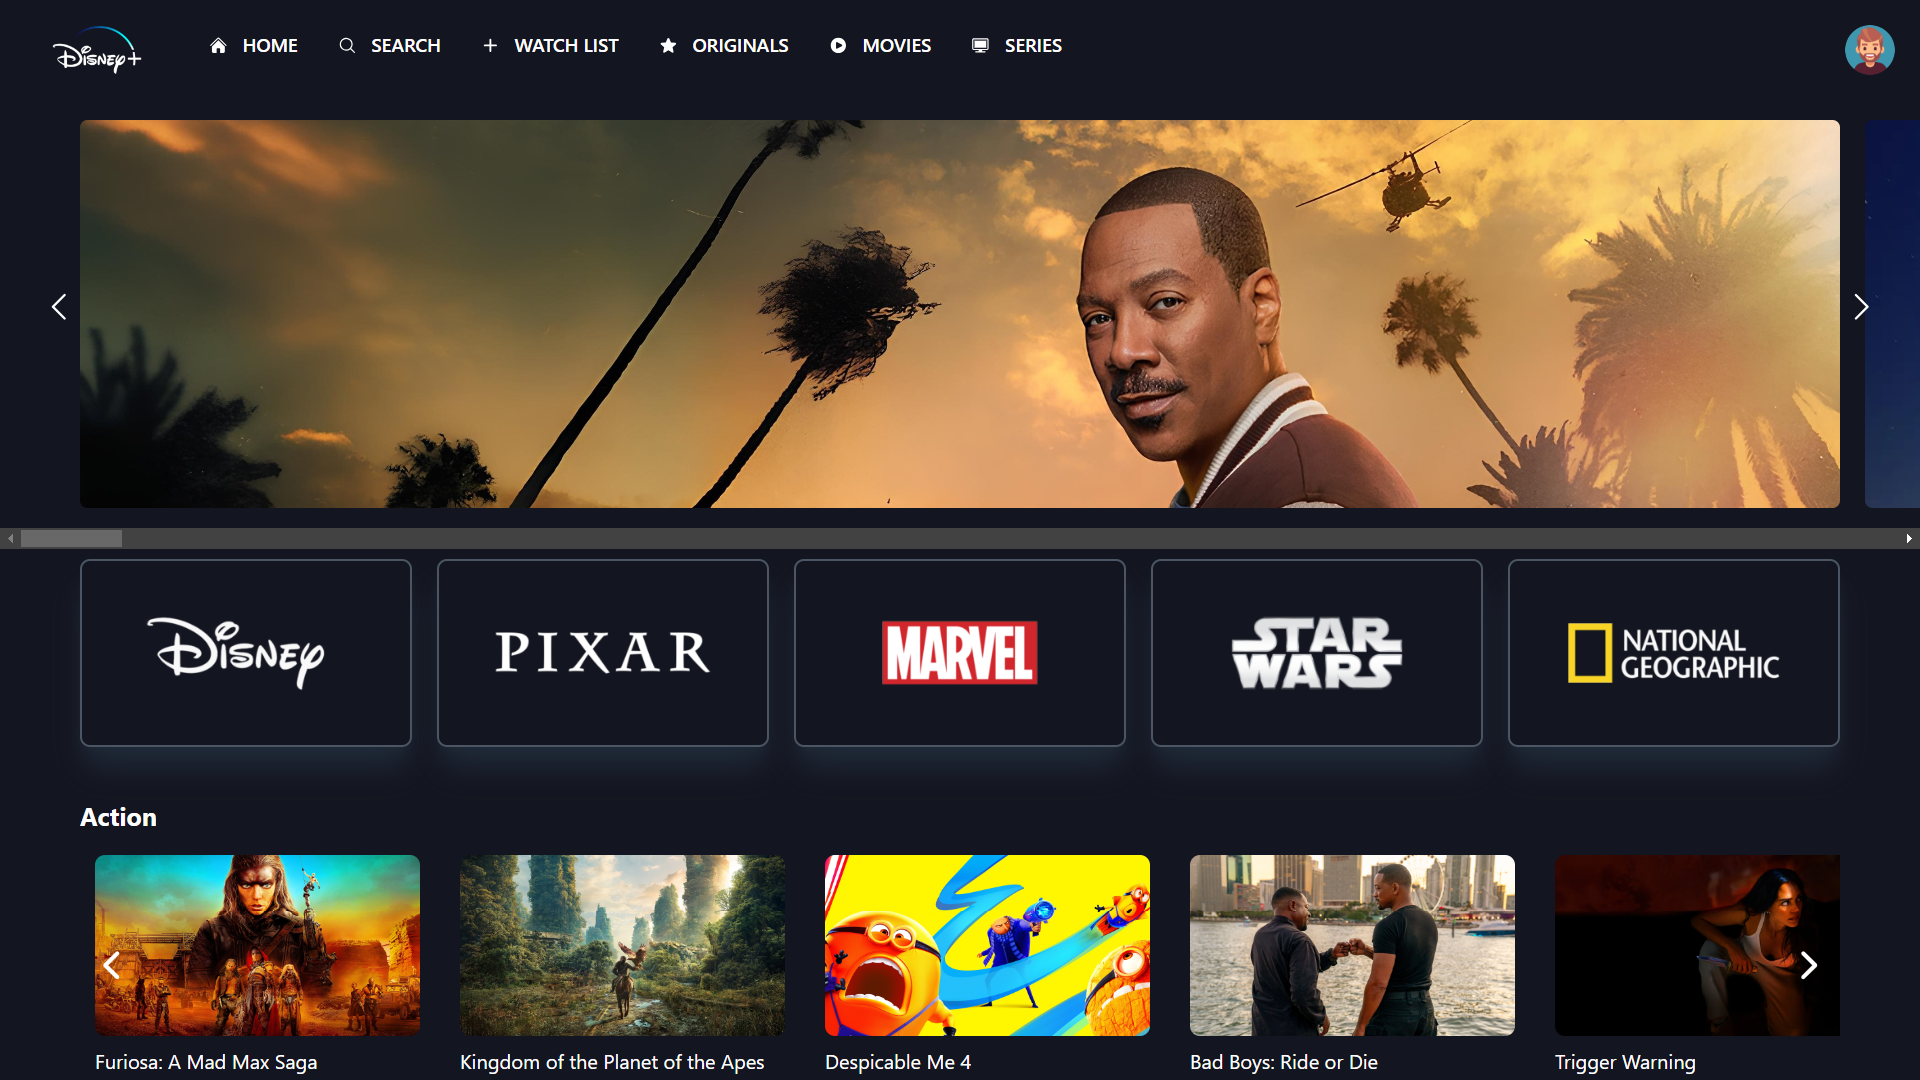 Disney+
HOME
SEARCH
WATCH LIST
ORIGINALS
MOVIES
SERIES
Disney
PIXAR
MARVEL
STAR
WARS
NATIONAL
GEOGRAPHIC
Action
Furiosa: A Mad Max Saga
Kingdom of the Planet of the Apes
Despicable Me 4
Bad Boys: Ride or Die
Trigger Warning